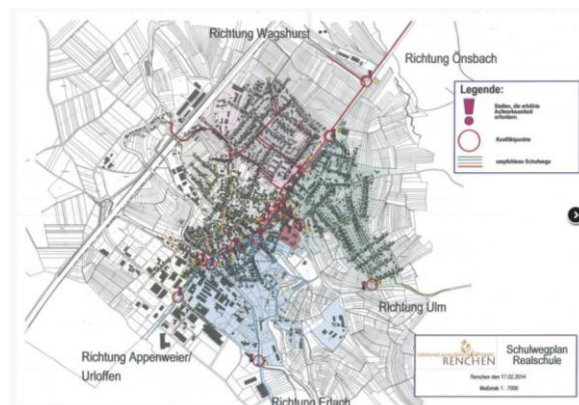 Richtung Wagshurst
Richtung Önsbach
Legende:
Stellen, die erhöhte
Aufmerksamkeit
erfordern.
Konfliktpunkte
empfohlene Schulwege
Richtung Ulm
Richtung Appenweier/
Urloffen
Richtung Erlach
RENCHEN
Schulwegplan
Realschule
Renchen den 17.02.2014
Maßstab 1 : 7000